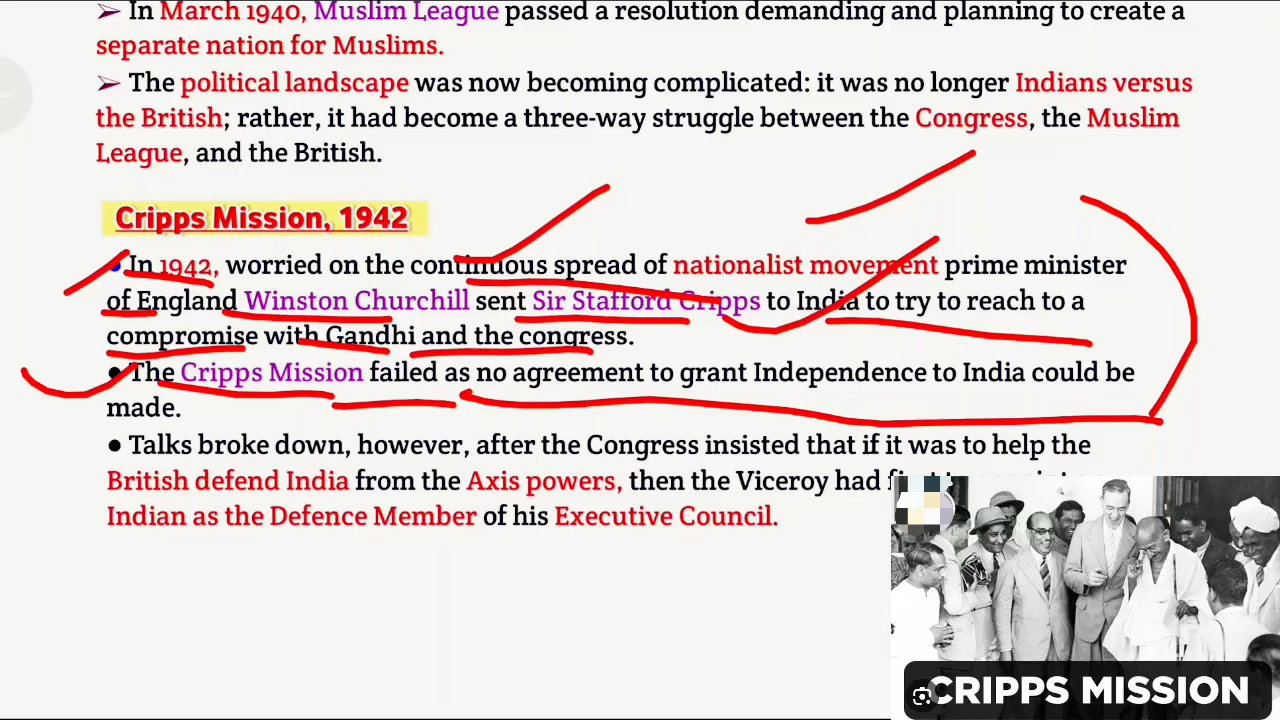 ➢ In March 1940, Muslim League passed a resolution demanding and planning to create a
separate nation for Muslims.
➢ The political landscape was now becoming complicated: it was no longer Indians versus
the British; rather, it had become a three-way struggle between the Congress, the Muslim
League, and the British.
Cripps Mission, 1942
● In 1942, worried on the continuous spread of nationalist movement prime minister
of England Winston Churchill sent Sir Stafford Cripps to India to try to reach to a
compromise with Gandhi and the congress.
● The Cripps Mission failed as no agreement to grant Independence to India could be
made.
● Talks broke down, however, after the Congress insisted that if it was to help the
British defend India from the Axis powers, then the Viceroy had
Indian as the Defence Member of his Executive Council.
CRIPPS MISSION